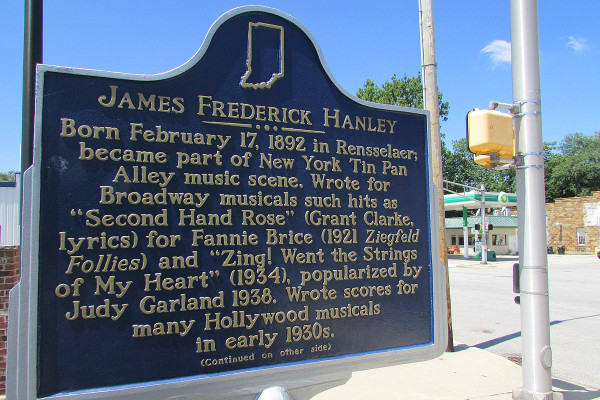 JAMES FREDERICK HANLEY
Born February 17, 1892 in Rensselaer;
became part of New York Tin Pan
Alley music scene. Wrote for
Broadway musicals such hits as
“Second Hand Rose” (Grant Clarke,
lyrics) for Fannie Brice (1921 Ziegfeld
Follies) and “Zing! Went the Strings
of My Heart” (1934), popularized by
Judy Garland 1938. Wrote scores for
many Hollywood musicals
in early 1930s.
(Continued on other side)